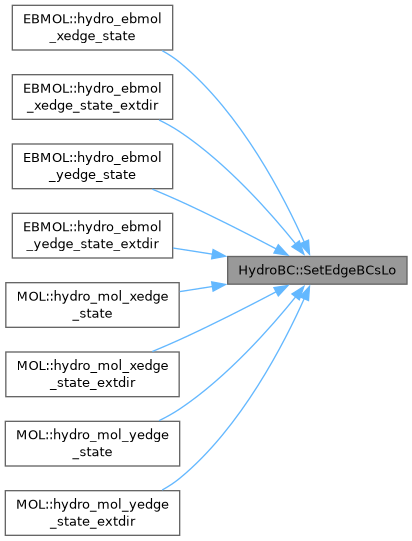 EBMOL::hydro_ebmol
_xedge_state
EBMOL::hydro_ebmol
_xedge_state_extdir
EBMOL::hydro_ebmol
_yedge_state
EBMOL::hydro_ebmol
_yedge_state_extdir
HydroBC::SetEdgeBCsLo
MOL::hydro_mol_xedge
_state
MOL::hydro_mol_xedge
_state_extdir
MOL::hydro_mol_yedge
_state
MOL::hydro_mol_yedge
_state_extdir